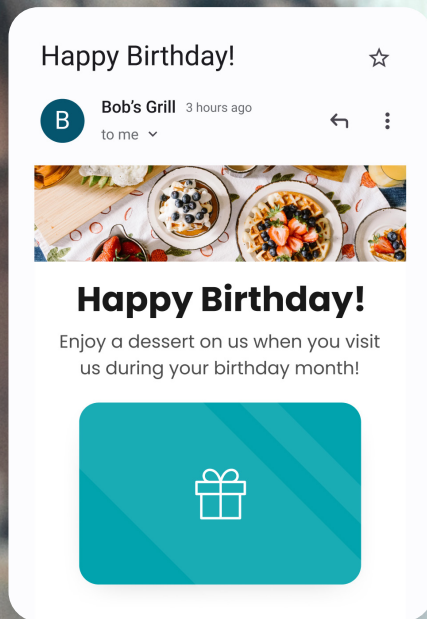 Happy Birthday!
B
Bob’s Grill 3 hours ago
to me
Happy Birthday!
Enjoy a dessert on us when you visit
us during your birthday month!